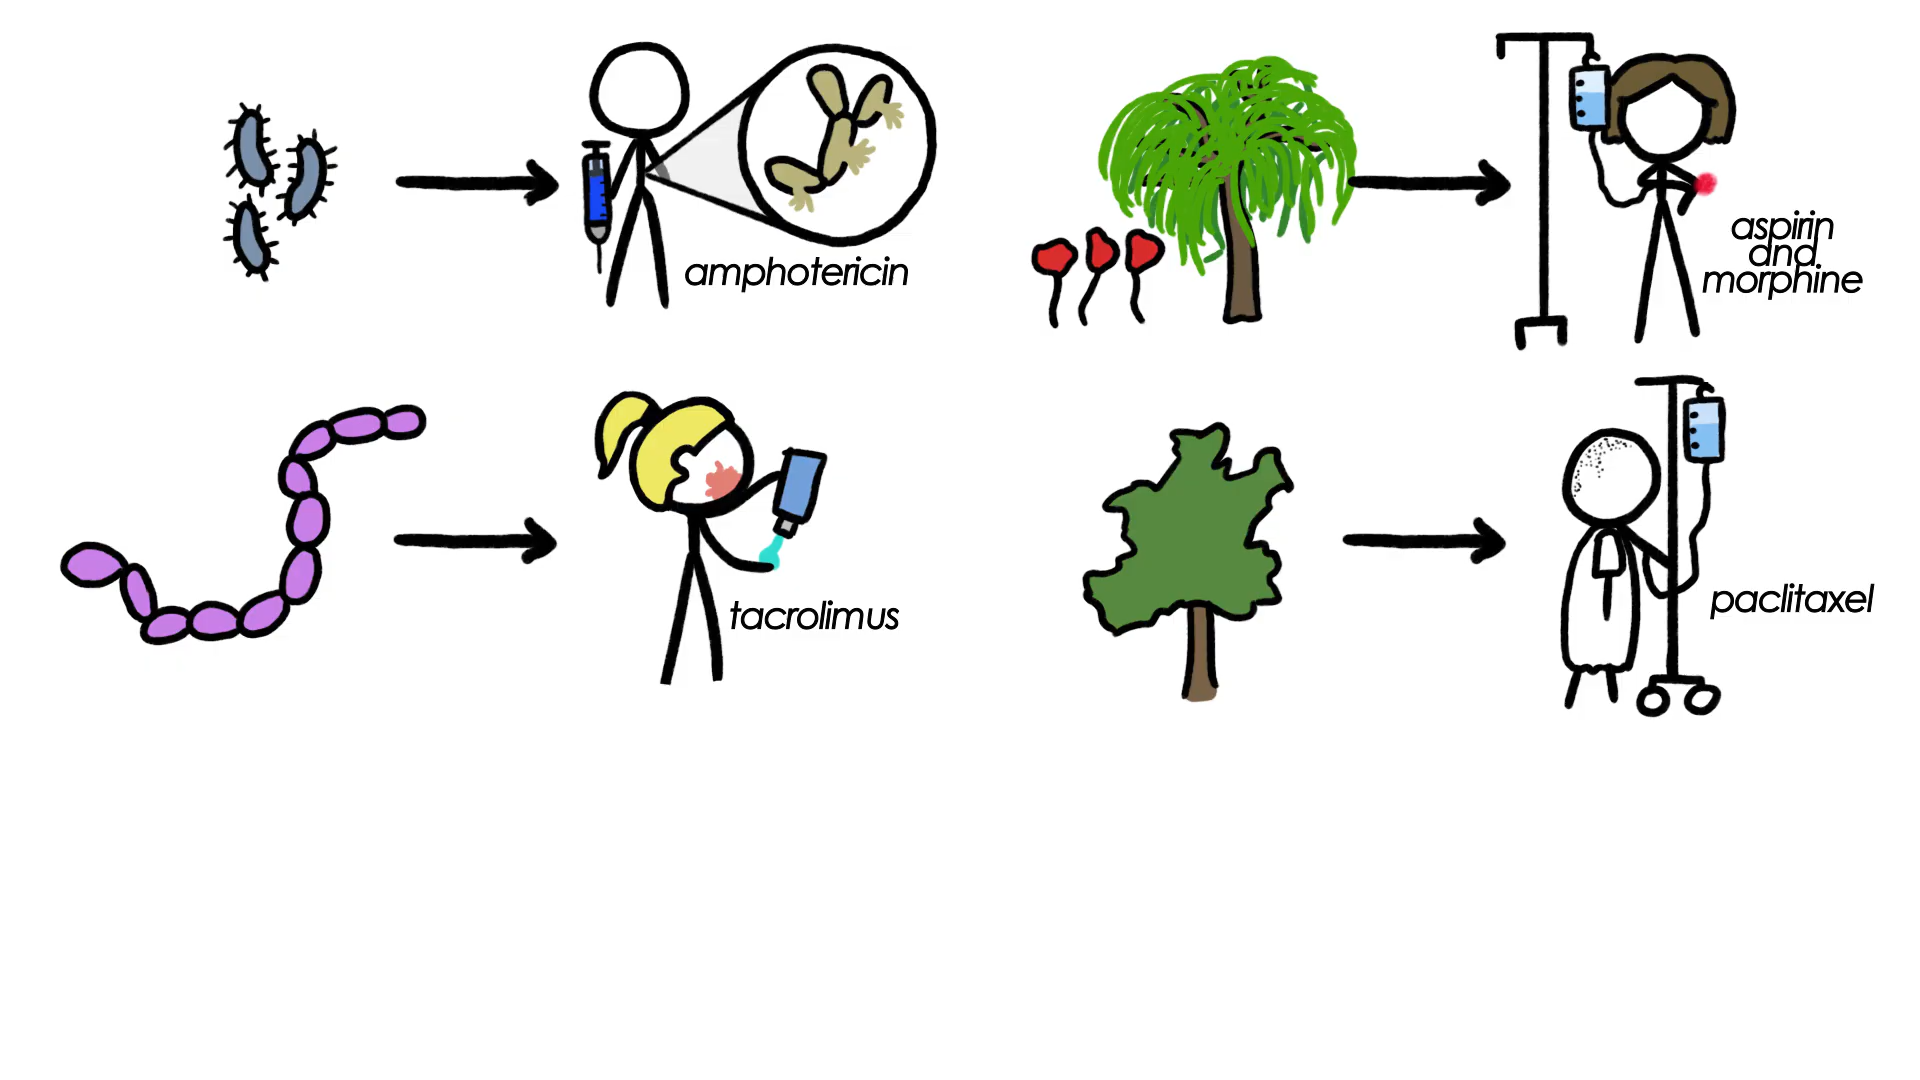 amphotericin
aspirin
and
morphine
tacrolimus
paclitaxel